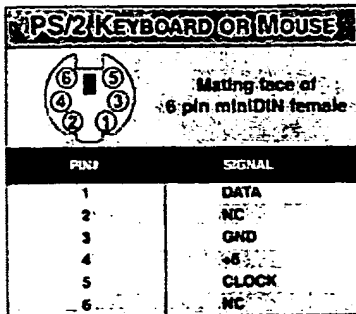 PS/2 KEYBOARD OR MOUSE
6 5
4 3
2 1
Mating face of
6 pin miniDIN female
PIN# SIGNAL
1 DATA
2 NC
3 GND
4 +5
5 CLOCK
6 NC